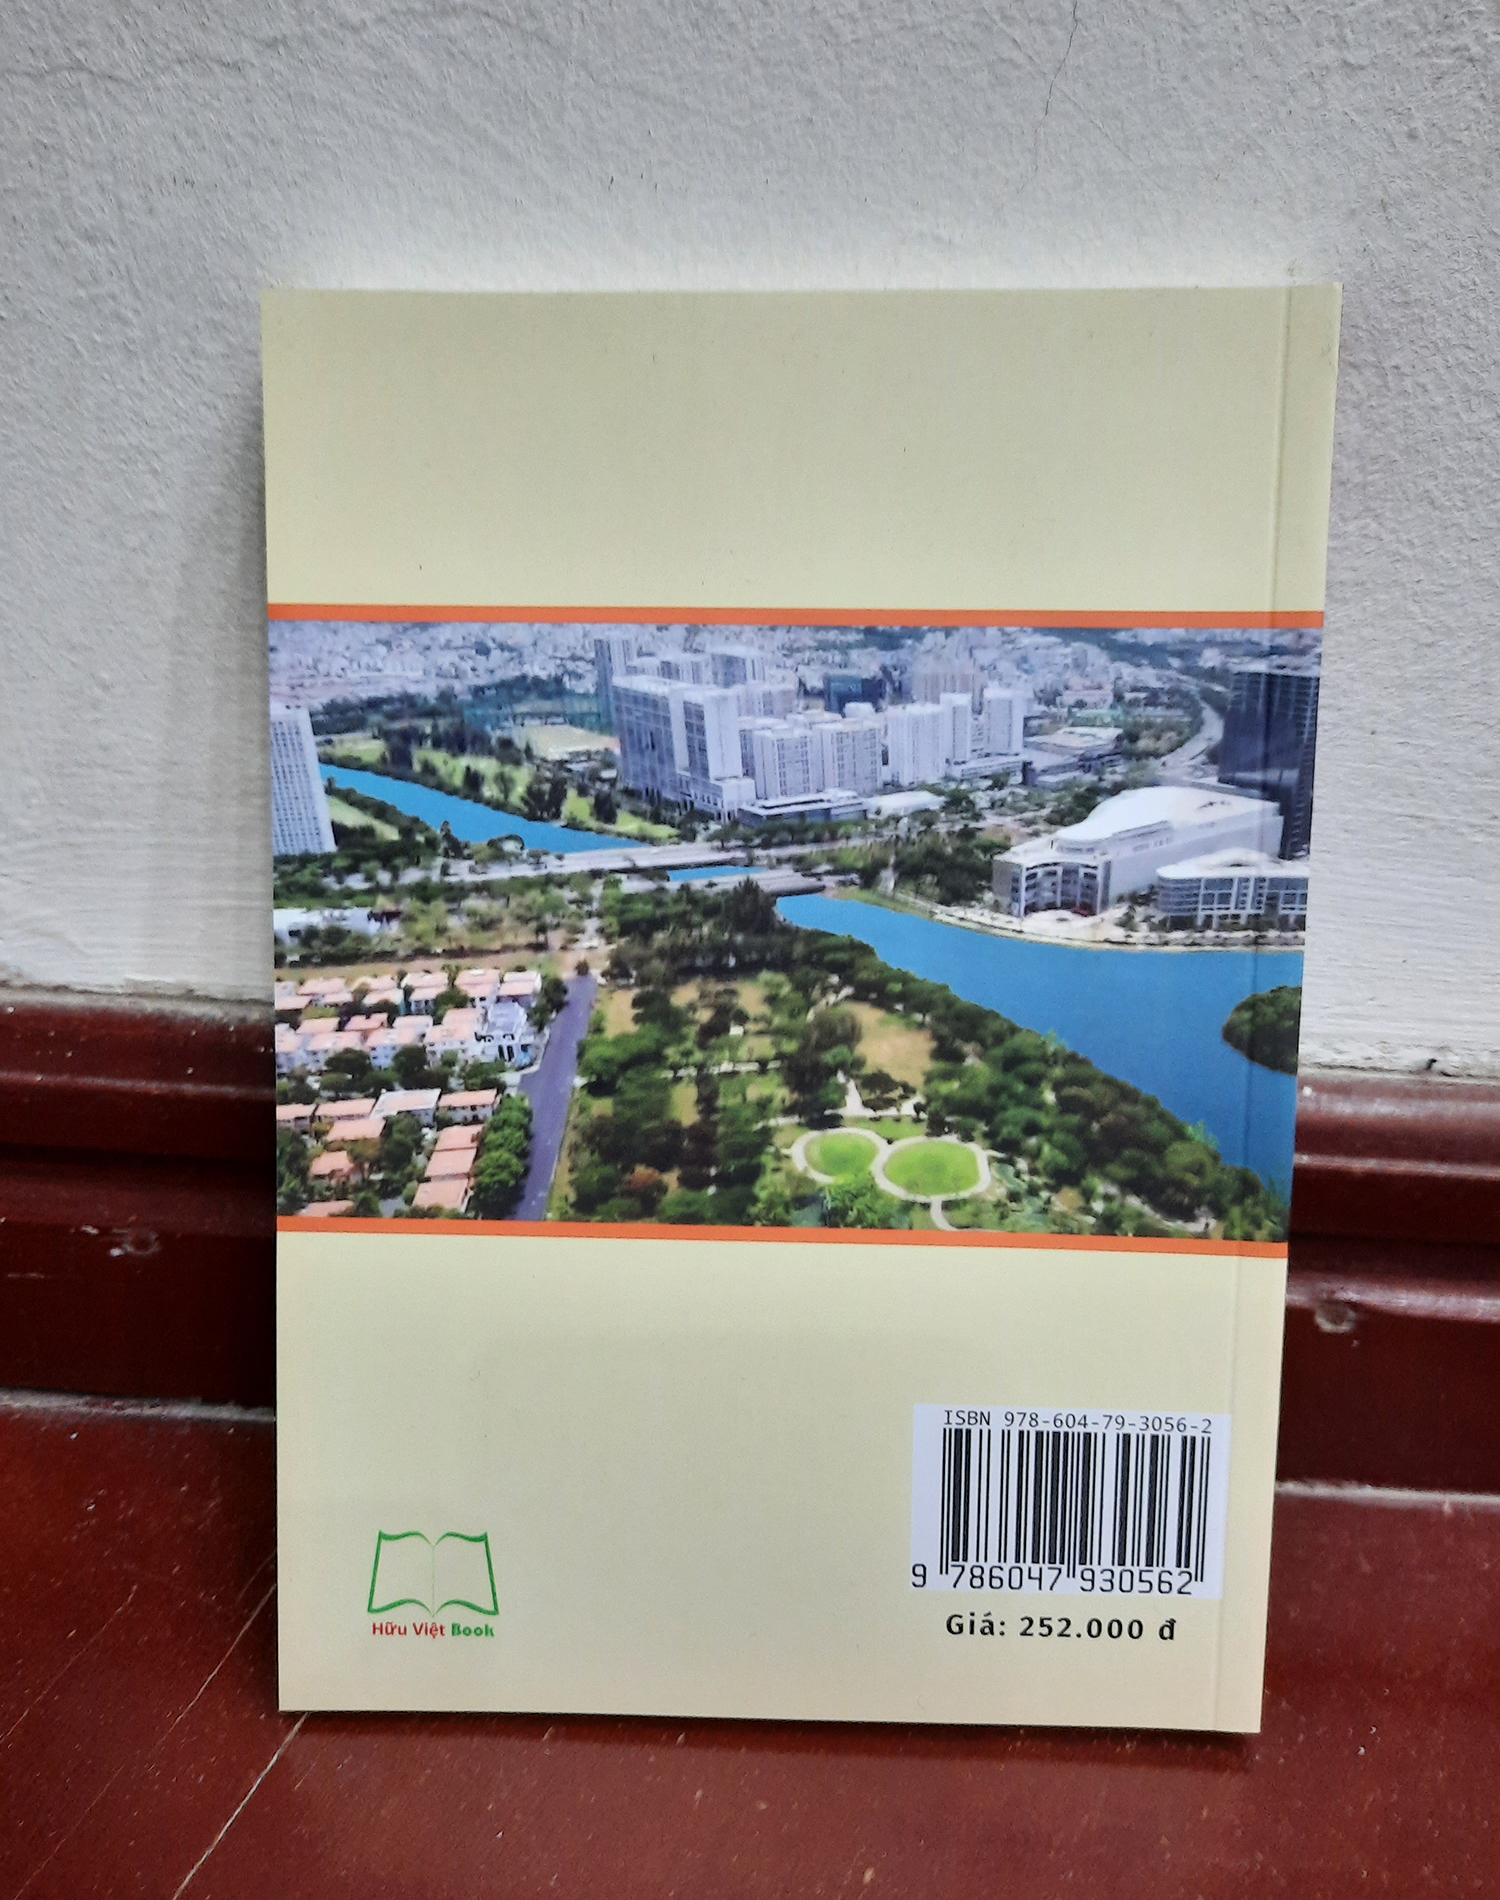 ISBN 978-604-79-3056-2
9 786047 930562
Giá: 252.000 đ
Hữu Việt Book